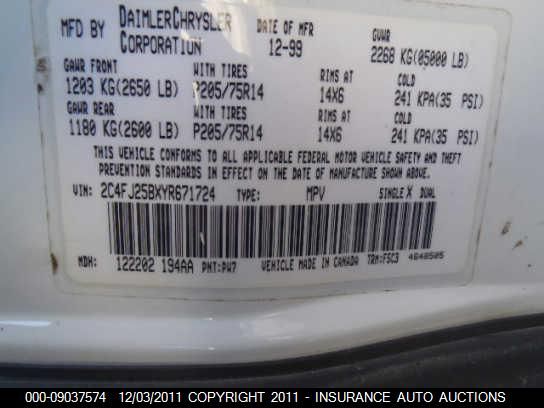 MFD BY DAIMLERCHRYSLER CORPORATION DATE OF MFR 12-99 GVWR 2268 KG(05000 LB)
GAWR FRONT WITH TIRES RIMS AT COLD
1203 KG(2650 LB) P205/75R14 14X6 241 KPA(35 PSI)
GAWR REAR WITH TIRES RIMS AT COLD
1180 KG(2600 LB) P205/75R14 14X6 241 KPA(35 PSI)
THIS VEHICLE CONFORMS TO ALL APPLICABLE FEDERAL MOTOR VEHICLE SAFETY AND THEFT
PREVENTION STANDARDS IN EFFECT ON THE DATE OF MANUFACTURE SHOWN ABOVE.
VIN: 2C4FJ25BXYR671724 TYPE: MPV SINGLE X DUAL
MDH: 122202 194AA PNT:PW7 VEHICLE MADE IN CANADA TRM:F5C3 4648505
000-09037574 12/03/2011 COPYRIGHT 2011 - INSURANCE AUTO AUCTIONS